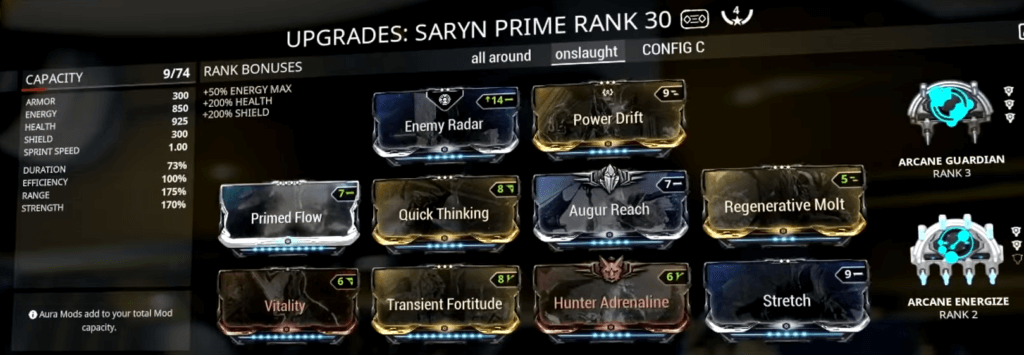 UPGRADES: SARYN PRIME RANK 30
4
all around onslaught CONFIG C
CAPACITY 9/74
ARMOR 300
ENERGY 850
HEALTH 925
SHIELD 300
SPRINT SPEED 1.00
DURATION 73%
EFFICIENCY 100%
RANGE 175%
STRENGTH 170%
RANK BONUSES
+50% ENERGY MAX
+200% HEALTH
+200% SHIELD
14
Enemy Radar
9
Power Drift
7
Primed Flow
8
Quick Thinking
7
Augur Reach
5
Regenerative Molt
6
Vitality
8
Transient Fortitude
6
Hunter Adrenaline
9
Stretch
ARCANE GUARDIAN
RANK 3
ARCANE ENERGIZE
RANK 2
Aura Mods add to your total Mod
capacity.